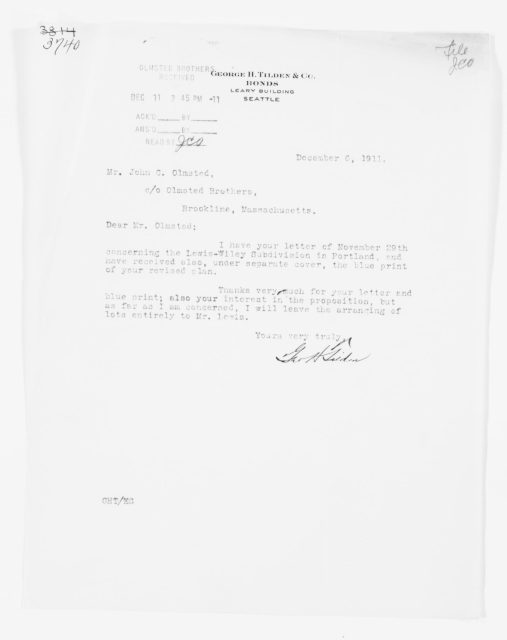 3814
3740
File
JCO
OLMSTED BROTHERS
RECEIVED
DEC 11 3 45 PM -11
ACK'D____BY____
ANS'D____BY____
READ BY JCO
GEORGE H. TILDEN & CO.
BONDS
LEARY BUILDING
SEATTLE
December 6, 1911.
Mr. John C. Olmsted,
c/o Olmsted Brothers,
Brookline, Massachusetts.
Dear Mr. Olmsted:
I have your letter of November 29th
concerning the Lewis-Wiley Subdivision in Portland, and
have received also, under separate cover, the blue print
of your revised plan.
Thanks very much for your letter and
blue print; also your interest in the proposition, but
as far as I am concerned, I will leave the arranging of
lots entirely to Mr. Lewis.
Yours very truly,
Geo H Tilden
GHT/MS